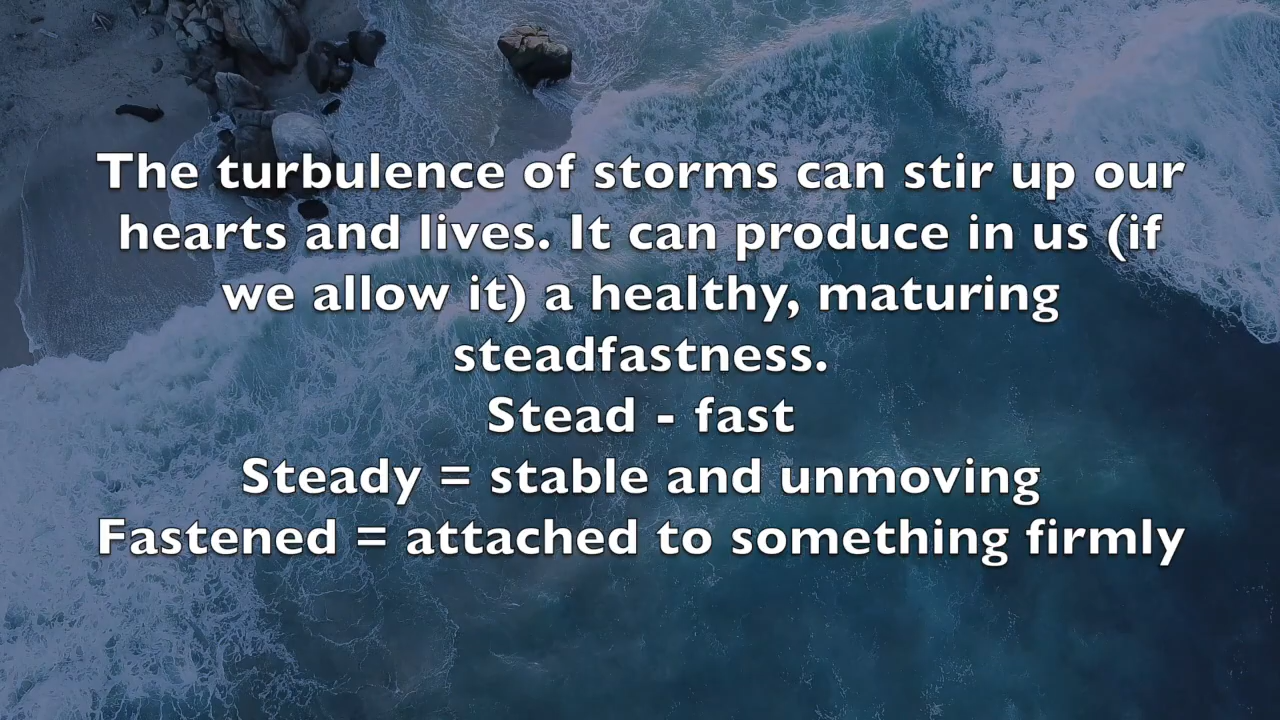 The turbulence of storms can stir up our
hearts and lives. It can produce in us (if
we allow it) a healthy, maturing
steadfastness.
Stead - fast
Steady = stable and unmoving
Fastened = attached to something firmly